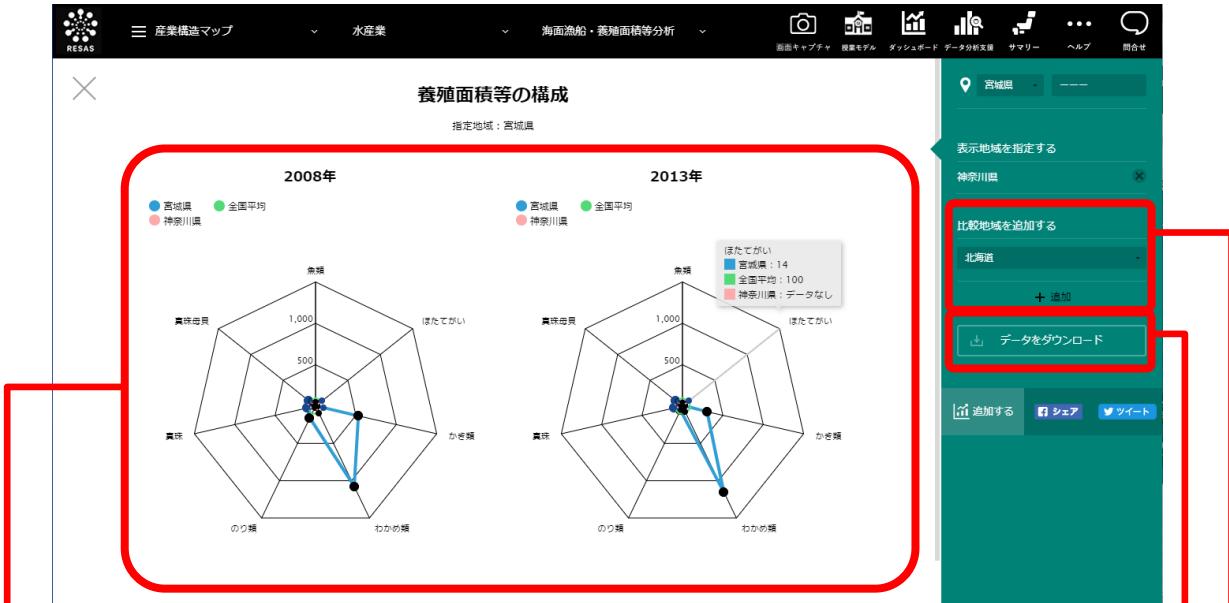 RESAS
産業構造マップ
水産業
海面漁船・養殖面積等分析
画面キャプチャ
授業モデル
ダッシュボード
データ分析支援
サマリー
ヘルプ
問合せ
養殖面積等の構成
指定地域：宮城県
2008年
宮城県
全国平均
神奈川県
魚類
ほたてがい
かき類
わかめ類
のり類
真珠
真珠母貝
1,000
500
2013年
宮城県
全国平均
神奈川県
ほたてがい
宮城県：14
全国平均：100
神奈川県：データなし
魚類
ほたてがい
かき類
わかめ類
のり類
真珠
真珠母貝
1,000
500
宮城県
---
表示地域を指定する
神奈川県
比較地域を追加する
北海道
+ 追加
データをダウンロード
追加する
シェア
ツイート